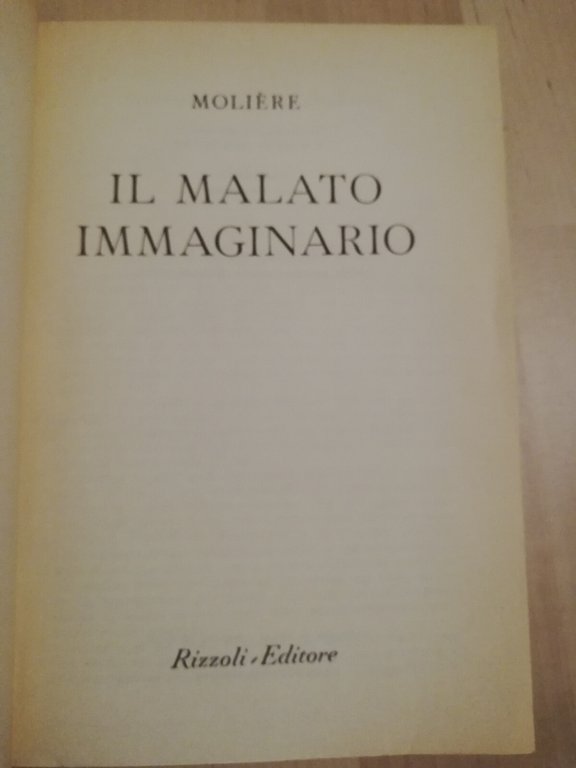 MOLIÈRE
IL MALATO
IMMAGINARIO
Rizzoli - Editore